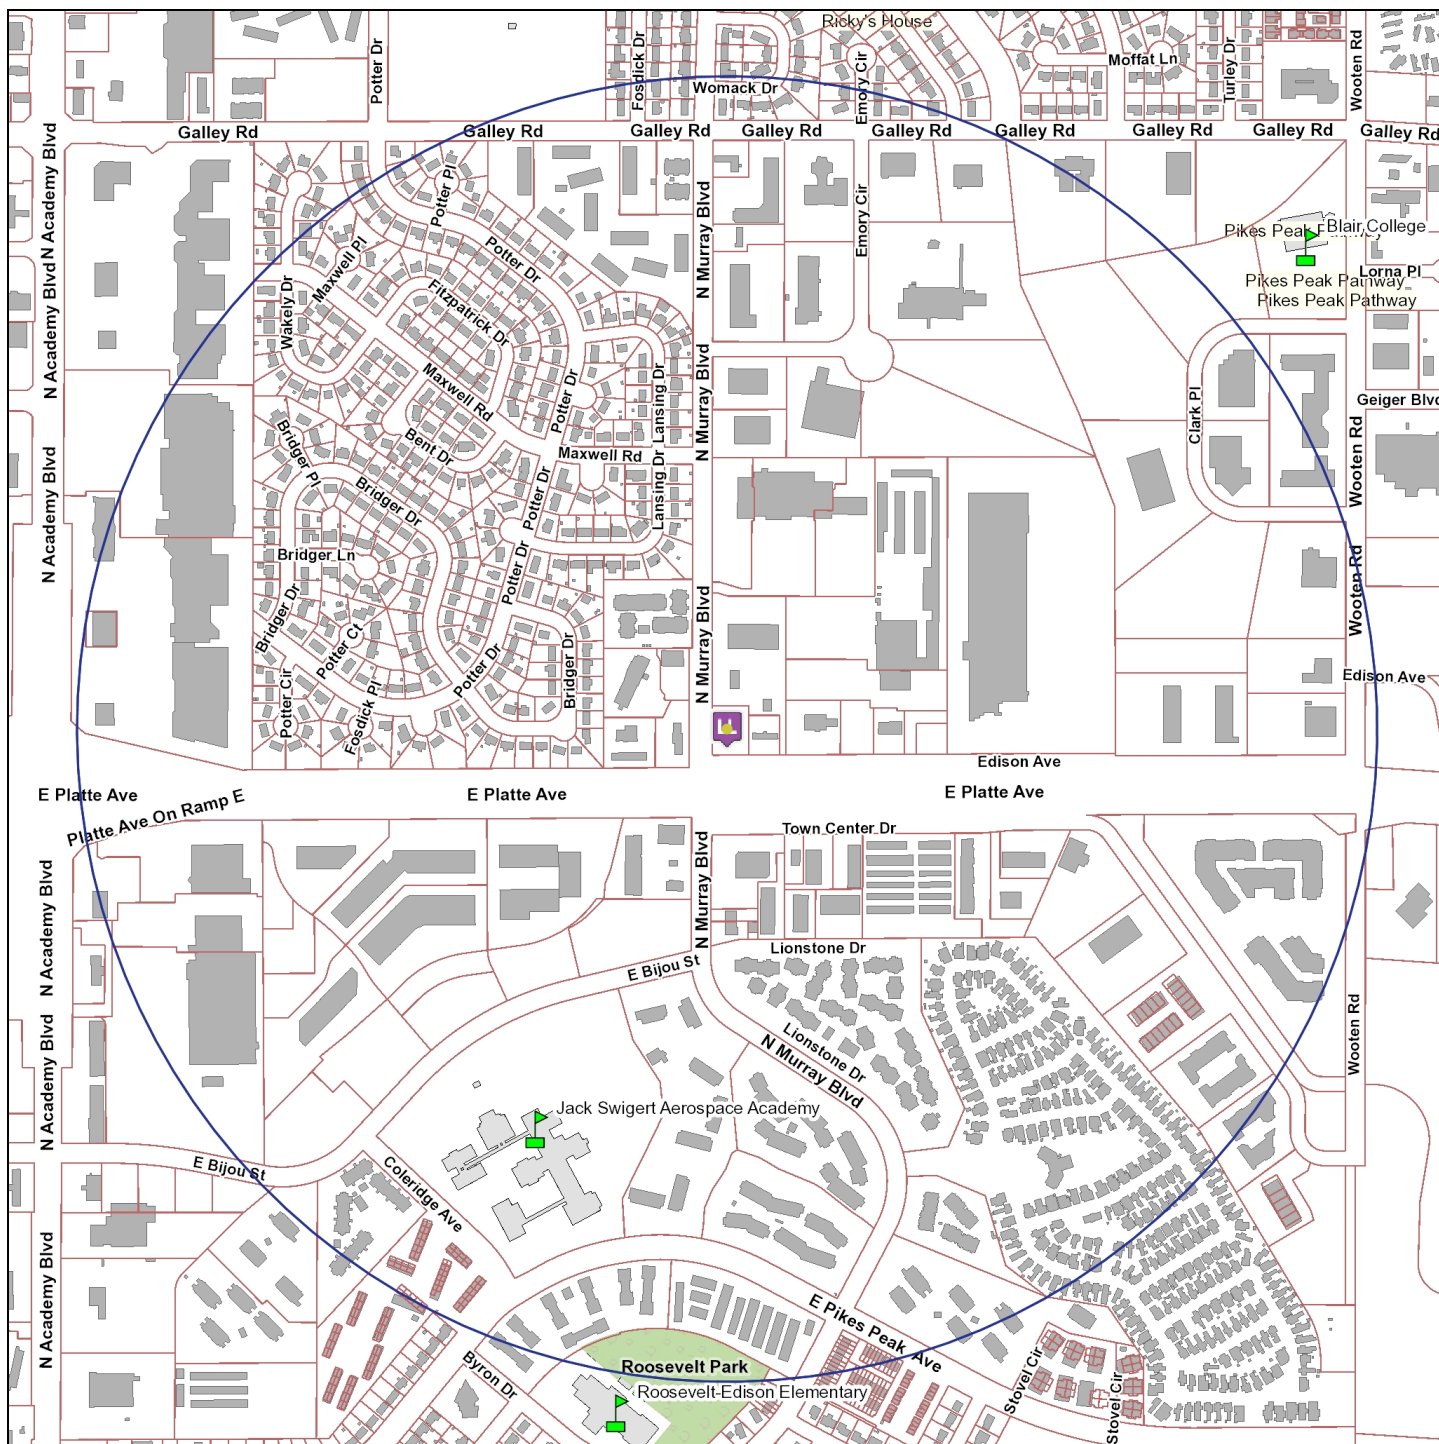 Ricky's House
Potter Dr
Fosdick Dr
Womack Dr
Emory Cir
Moffat Ln
Turley Dr
Wooten Rd
Galley Rd
Galley Rd
Galley Rd
Galley Rd
Galley Rd
Galley Rd
Galley Rd
Galley Rd
Galley Rd
N Academy Blvd
N Academy Blvd
N Academy Blvd
N Academy Blvd
Potter Pl
Maxwell Pl
Potter Dr
Wakely Dr
Fitzpatrick Dr
N Murray Blvd
Emory Cir
Blair College
Lorna Pl
Pikes Peak Pathway
Pikes Peak Pathway
N Murray Blvd
Maxwell Rd
Potter Dr
Lansing Dr
Clark Pl
Geiger Blvd
Bridger Pl
Bent Dr
Maxwell Rd
Wooten Rd
Bridger Dr
Potter Dr
Lansing Dr
Bridger Ln
Potter Dr
Wooten Rd
Bridger Dr
Potter Ct
N Murray Blvd
Potter Dr
Bridger Dr
Edison Ave
Potter Cir
Fosdick Pl
Edison Ave
E Platte Ave
E Platte Ave
E Platte Ave
Platte Ave On Ramp E
Town Center Dr
N Murray Blvd
N Academy Blvd
Lionstone Dr
E Bijou St
Lionstone Dr
N Murray Blvd
Wooten Rd
N Academy Blvd
Jack Swigert Aerospace Academy
E Bijou St
Coleridge Ave
N Academy Blvd
E Pikes Peak Ave
Roosevelt Park
Byron Dr
Roosevelt-Edison Elementary
Stovel Cir
Stovel Cir